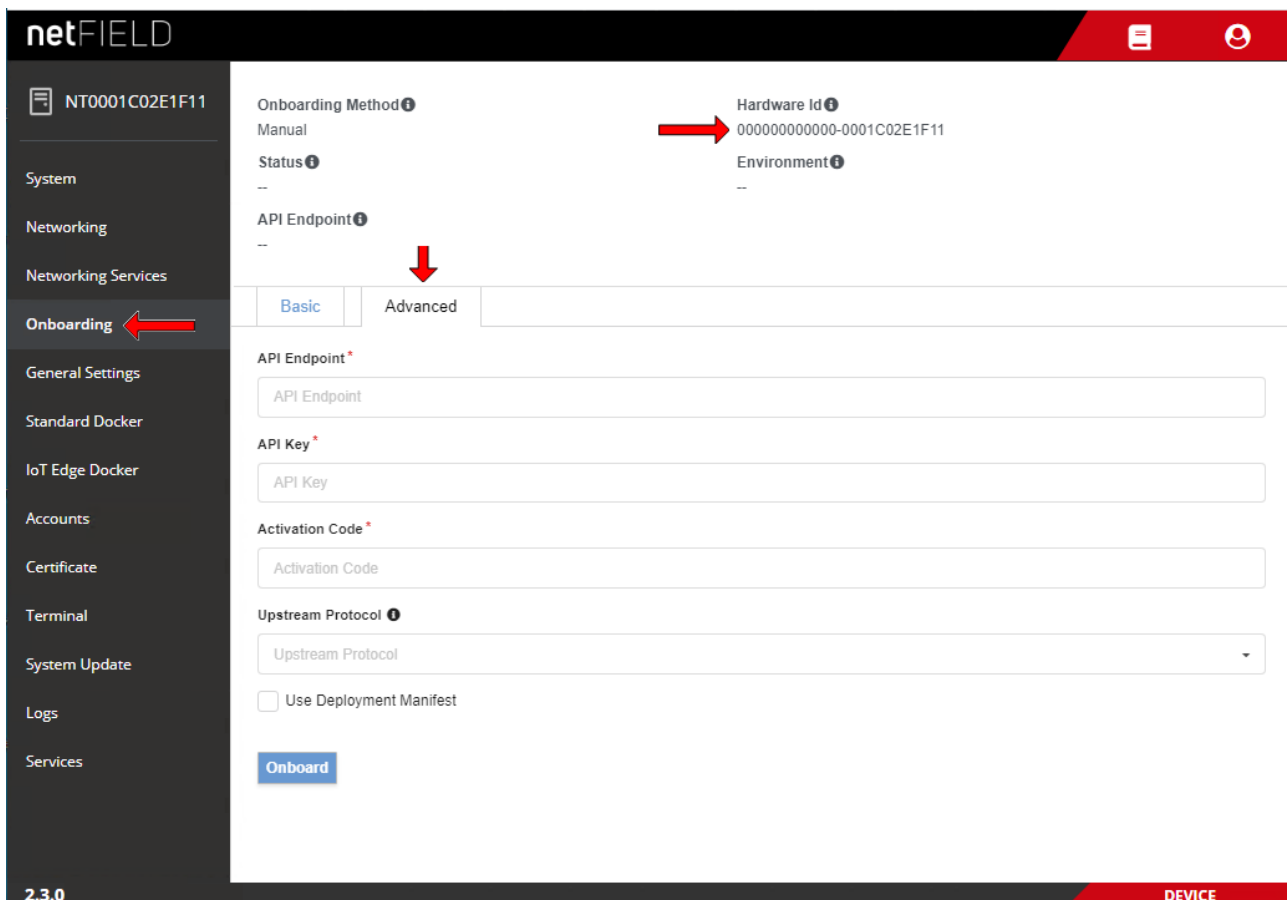 netFIELD
NT0001C02E1F11
System
Networking
Networking Services
Onboarding
General Settings
Standard Docker
IoT Edge Docker
Accounts
Certificate
Terminal
System Update
Logs
Services
2.3.0
Onboarding Method
Manual
Hardware Id
000000000000-0001C02E1F11
Status
--
Environment
--
API Endpoint
--
Basic
Advanced
API Endpoint*
API Endpoint
API Key*
API Key
Activation Code*
Activation Code
Upstream Protocol
Upstream Protocol
Use Deployment Manifest
Onboard
DEVICE